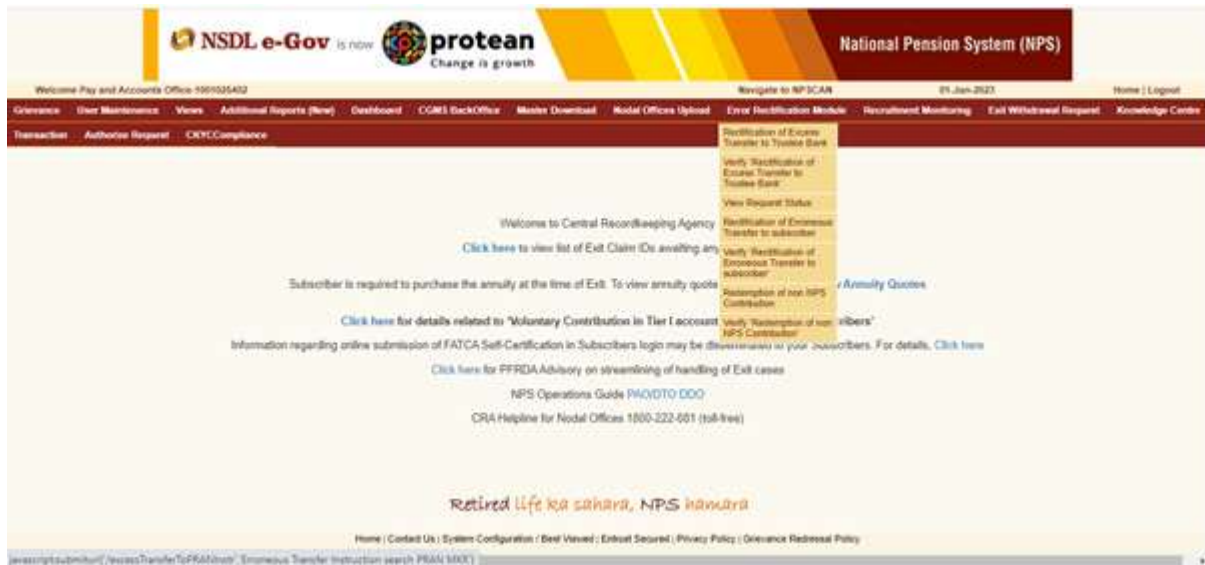 NSDL e-Gov is now protean
Change is growth
National Pension System (NPS)
Welcome Pay and Accounts Office-1001026402
Navigate to NPSCAN
01-Jan-2023
Home | Logout
Grievance User Maintenance Views Additional Reports (New) Dashboard CGMS BackOffice Master Download Nodal Offices Upload Error Rectification Module Recruitment Monitoring Exit Withdrawal Request Knowledge Centre
Transaction Authorise Request CKYCCompliance
Rectification of Excess
Transfer to Trustee Bank
Verify 'Rectification of
Excess Transfer to
Trustee Bank'
View Request Status
Rectification of Erroneous
Transfer to subscriber
Verify 'Rectification of
Erroneous Transfer to
subscriber'
Redemption of non NPS
Contribution
Verify 'Redemption of non
NPS Contribution'
Welcome to Central Recordkeeping Agency
Click here to view list of Exit Claim IDs awaiting any
Subscriber is required to purchase the annuity at the time of Exit. To view annuity quote Annuity Quotes
Click here for details related to 'Voluntary Contribution in Tier I account ribers'
Information regarding online submission of FATCA Self-Certification in Subscribers login may be disseminated to your Subscribers. For details, Click here
Click here for PFRDA Advisory on streamlining of handling of Exit cases
NPS Operations Guide PAO/DTO DDO
CRA Helpline for Nodal Offices 1800-222-081 (toll-free)
Retired life ka sahara, NPS hamara
Home | Contact Us | System Configuration / Best Viewed | Entrust Secured | Privacy Policy | Grievance Redressal Policy